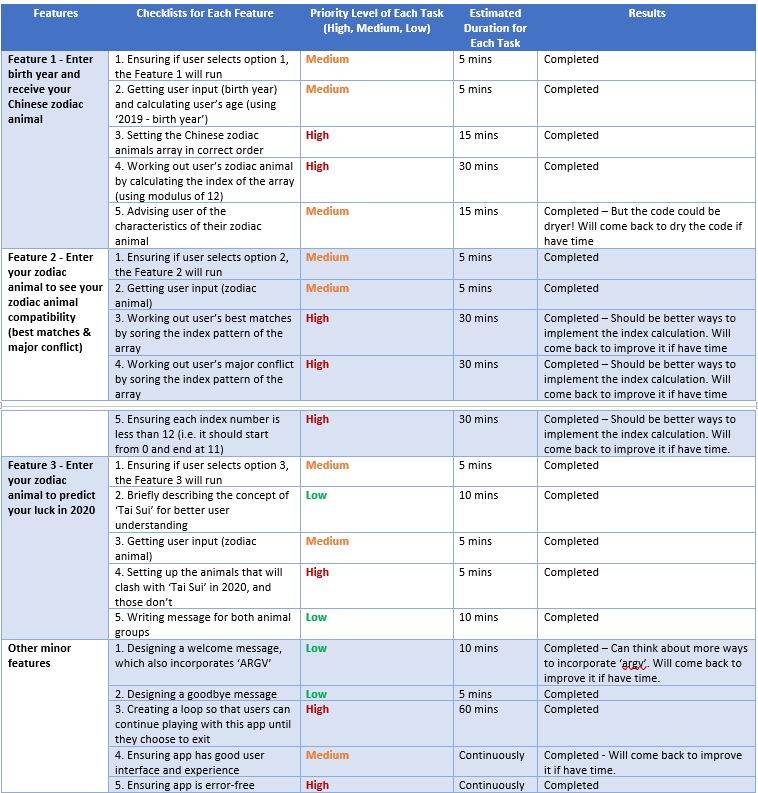 Features
Checklists for Each Feature
Priority Level of Each Task
(High, Medium, Low)
Estimated
Duration for
Each Task
Results
Feature 1 - Enter
birth year and
receive your
Chinese zodiac
animal
1. Ensuring if user selects option 1,
the Feature 1 will run
Medium
5 mins
Completed
2. Getting user input (birth year)
and calculating user's age (using
'2019 - birth year')
Medium
5 mins
Completed
3. Setting the Chinese zodiac
animals array in correct order
High
15 mins
Completed
4. Working out user's zodiac animal
by calculating the index of the array
(using modulus of 12)
High
30 mins
Completed
5. Advising user of the
characteristics of their zodiac
animal
Medium
15 mins
Completed – But the code could be
dryer! Will come back to dry the code if
have time
Feature 2 - Enter
your zodiac
animal to see your
zodiac animal
compatibility
(best matches &
major conflict)
1. Ensuring if user selects option 2,
the Feature 2 will run
Medium
5 mins
Completed
2. Getting user input (zodiac
animal)
Medium
5 mins
Completed
3. Working out user's best matches
by soring the index pattern of the
array
High
30 mins
Completed – Should be better ways to
implement the index calculation. Will
come back to improve it if have time
4. Working out user's major conflict
by soring the index pattern of the
array
High
30 mins
Completed – Should be better ways to
implement the index calculation. Will
come back to improve it if have time
5. Ensuring each index number is
less than 12 (i.e. it should start
from 0 and end at 11)
High
30 mins
Completed – Should be better ways to
implement the index calculation. Will
come back to improve it if have time.
Feature 3 - Enter
your zodiac
animal to predict
your luck in 2020
1. Ensuring if user selects option 3,
the Feature 3 will run
Medium
5 mins
Completed
2. Briefly describing the concept of
'Tai Sui' for better user
understanding
Low
10 mins
Completed
3. Getting user input (zodiac
animal)
Medium
5 mins
Completed
4. Setting up the animals that will
clash with 'Tai Sui' in 2020, and
those don't
High
5 mins
Completed
5. Writing message for both animal
groups
Low
10 mins
Completed
Other minor
features
1. Designing a welcome message,
which also incorporates 'ARGV'
Low
10 mins
Completed – Can think about more ways
to incorporate 'argv'. Will come back to
improve it if have time.
2. Designing a goodbye message
Low
5 mins
Completed
3. Creating a loop so that users can
continue playing with this app until
they choose to exit
High
60 mins
Completed
4. Ensuring app has good user
interface and experience
Medium
Continuously
Completed - Will come back to improve
it if have time.
5. Ensuring app is error-free
High
Continuously
Completed